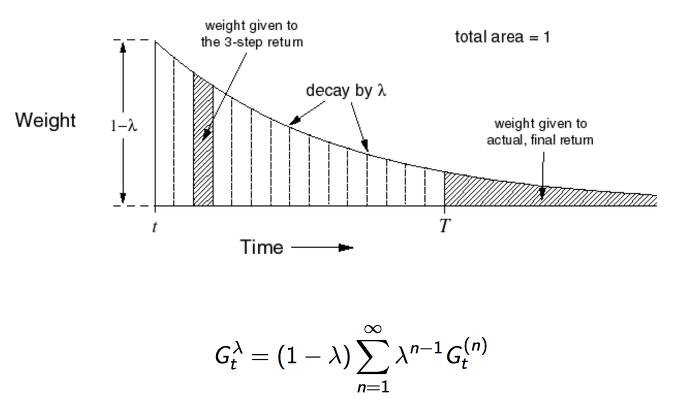 weight given to
the 3-step return
total area = 1
decay by λ
Weight
1−λ
weight given to
actual, final return
t
T
Time
G_t^λ = (1 − λ) ∑_{n=1}^{∞} λ^{n−1} G_t^{(n)}